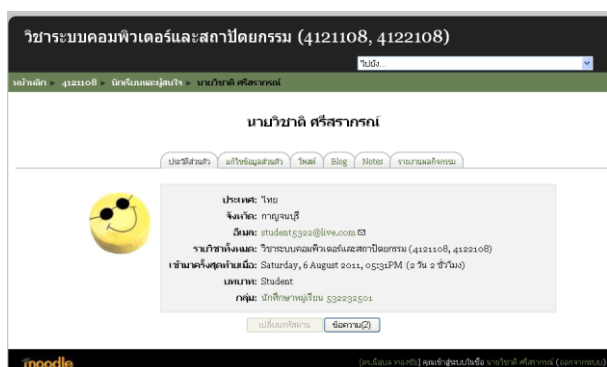 วิชาระบบคอมพิวเตอร์และสถาปัตยกรรม (4121108, 4122108)
ไปยัง...
หน้าหลัก ► 4121108 ► นักเรียนและผู้สนใจ ► นายวิชาติ ศรีสรากรณ์
นายวิชาติ ศรีสรากรณ์
ประวัติส่วนตัว แก้ไขข้อมูลส่วนตัว โพสต์ Blog Notes รายงานผลกิจกรรม
ประเทศ: ไทย
จังหวัด: กาญจนบุรี
อีเมล: student5322@live.com
รายวิชาทั้งหมด: วิชาระบบคอมพิวเตอร์และสถาปัตยกรรม (4121108, 4122108)
เข้ามาครั้งสุดท้ายเมื่อ: Saturday, 6 August 2011, 05:31PM (2 วัน 2 ชั่วโมง)
บทบาท: Student
กลุ่ม: นักศึกษาหมู่เรียน 532232501
เปลี่ยนรหัสผ่าน ข้อความ(2)
moodle
คุณเข้าสู่ระบบในชื่อ นายวิชาติ ศรีสรากรณ์ (ออกจากระบบ)